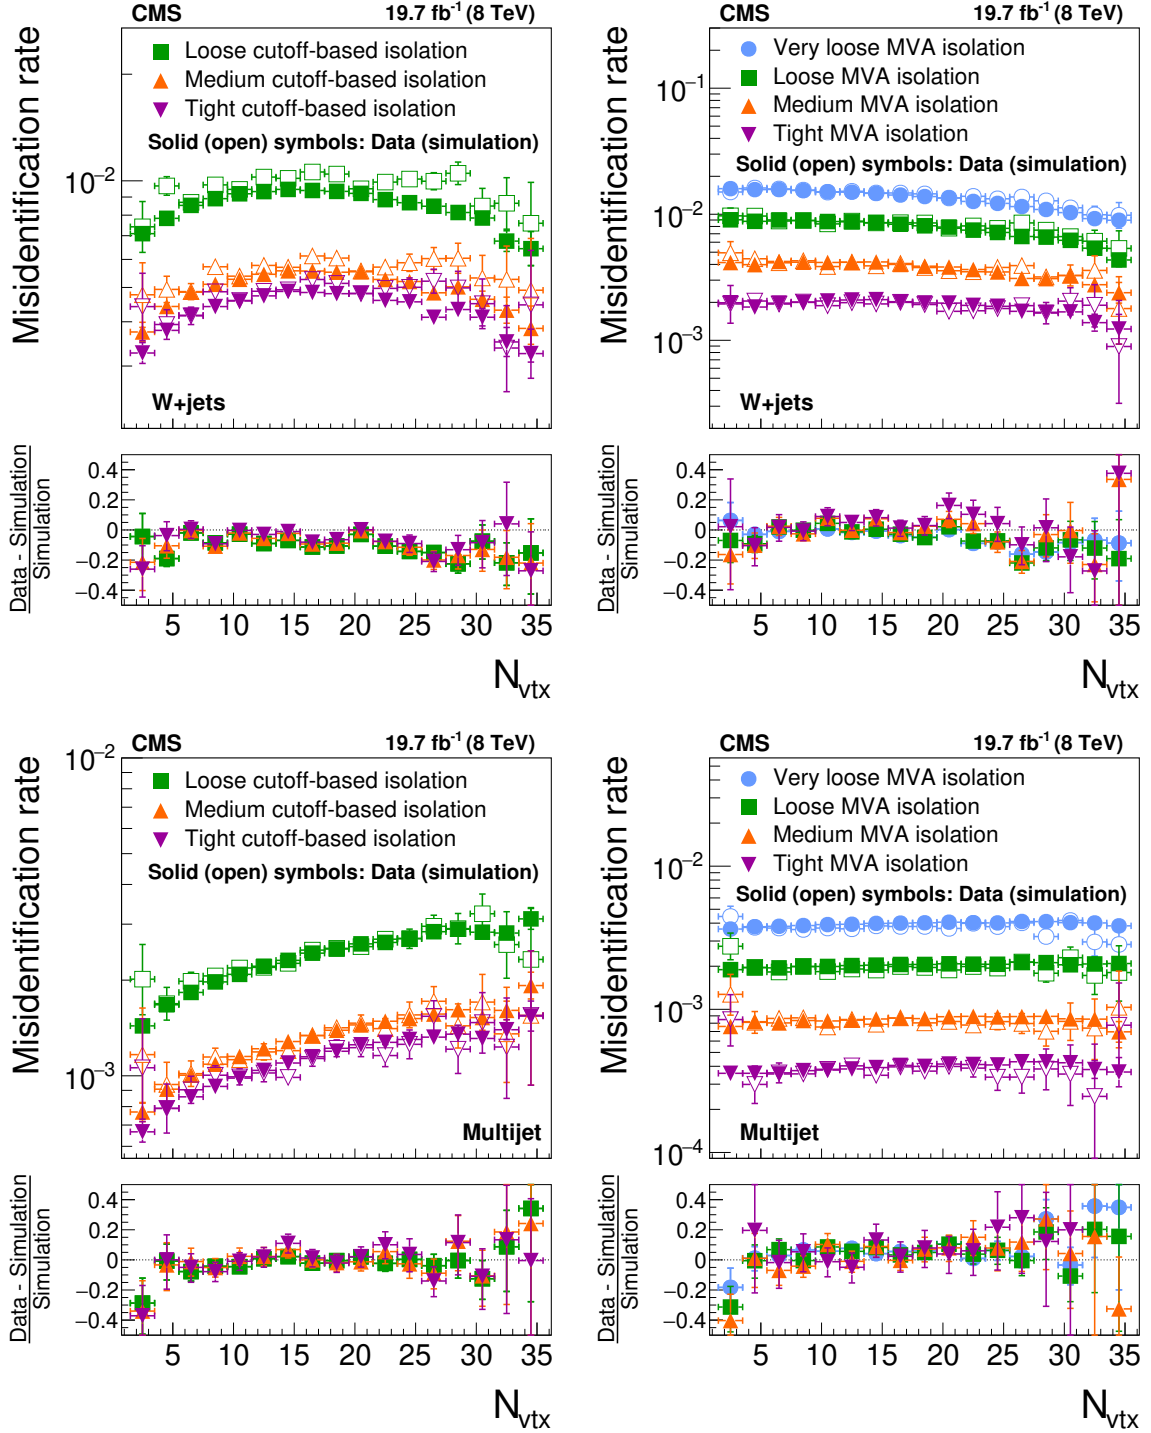 CMS 19.7 fb⁻¹ (8 TeV)
Misidentification rate
Loose cutoff-based isolation
Medium cutoff-based isolation
Tight cutoff-based isolation
Solid (open) symbols: Data (simulation)
10⁻²
W+jets
Data - Simulation
Simulation
0.4
0.2
0
−0.2
−0.4
5 10 15 20 25 30 35
N_vtx
CMS 19.7 fb⁻¹ (8 TeV)
Misidentification rate
Very loose MVA isolation
Loose MVA isolation
Medium MVA isolation
Tight MVA isolation
Solid (open) symbols: Data (simulation)
10⁻¹
10⁻²
10⁻³
W+jets
Data - Simulation
Simulation
0.4
0.2
0
−0.2
−0.4
5 10 15 20 25 30 35
N_vtx
CMS 19.7 fb⁻¹ (8 TeV)
Misidentification rate
10⁻²
Loose cutoff-based isolation
Medium cutoff-based isolation
Tight cutoff-based isolation
Solid (open) symbols: Data (simulation)
10⁻³
Multijet
Data - Simulation
Simulation
0.4
0.2
0
−0.2
−0.4
5 10 15 20 25 30 35
N_vtx
CMS 19.7 fb⁻¹ (8 TeV)
Misidentification rate
Very loose MVA isolation
Loose MVA isolation
Medium MVA isolation
Tight MVA isolation
Solid (open) symbols: Data (simulation)
10⁻²
10⁻³
10⁻⁴
Multijet
Data - Simulation
Simulation
0.4
0.2
0
−0.2
−0.4
5 10 15 20 25 30 35
N_vtx